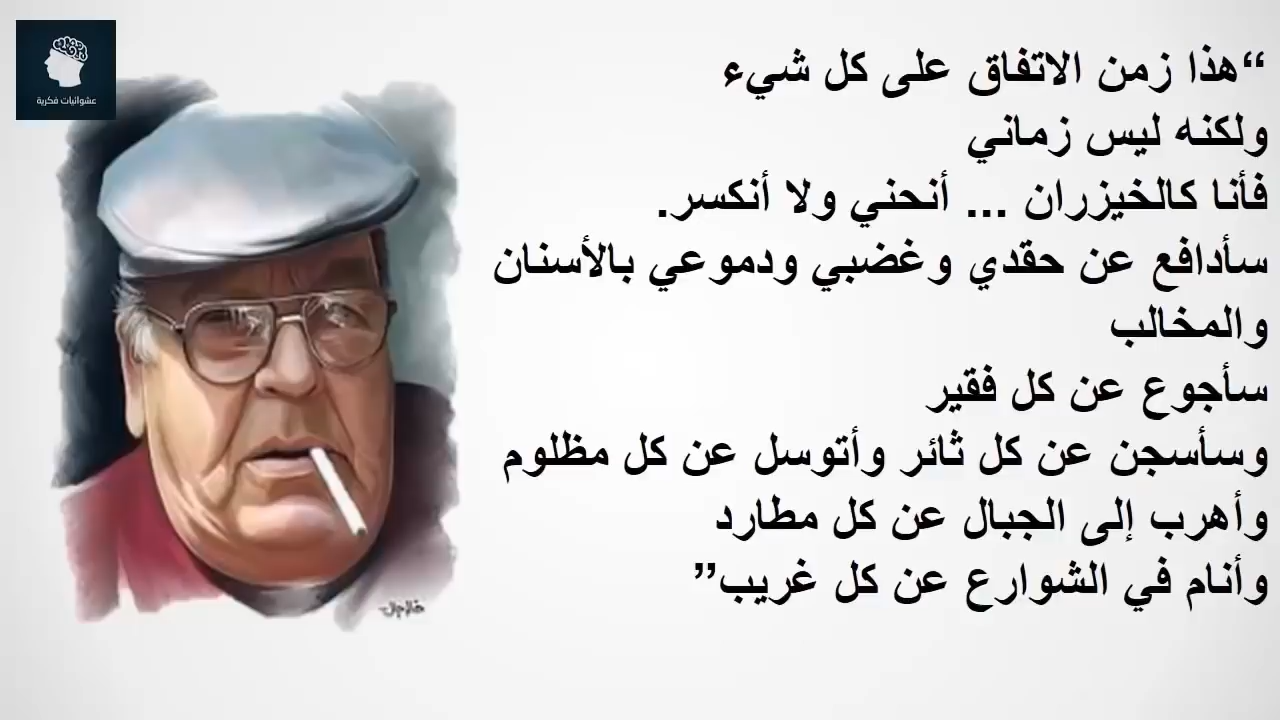 عشوائيات فكرية
“هذا زمن الاتفاق على كل شيء
ولكنه ليس زماني
فأنا كالخيزران ... أنحني ولا أنكسر.
سأدافع عن حقدي وغضبي ودموعي بالأسنان
والمخالب
سأجوع عن كل فقير
وسأسجن عن كل ثائر وأتوسل عن كل مظلوم
وأهرب إلى الجبال عن كل مطارد
وأنام في الشوارع عن كل غريب”